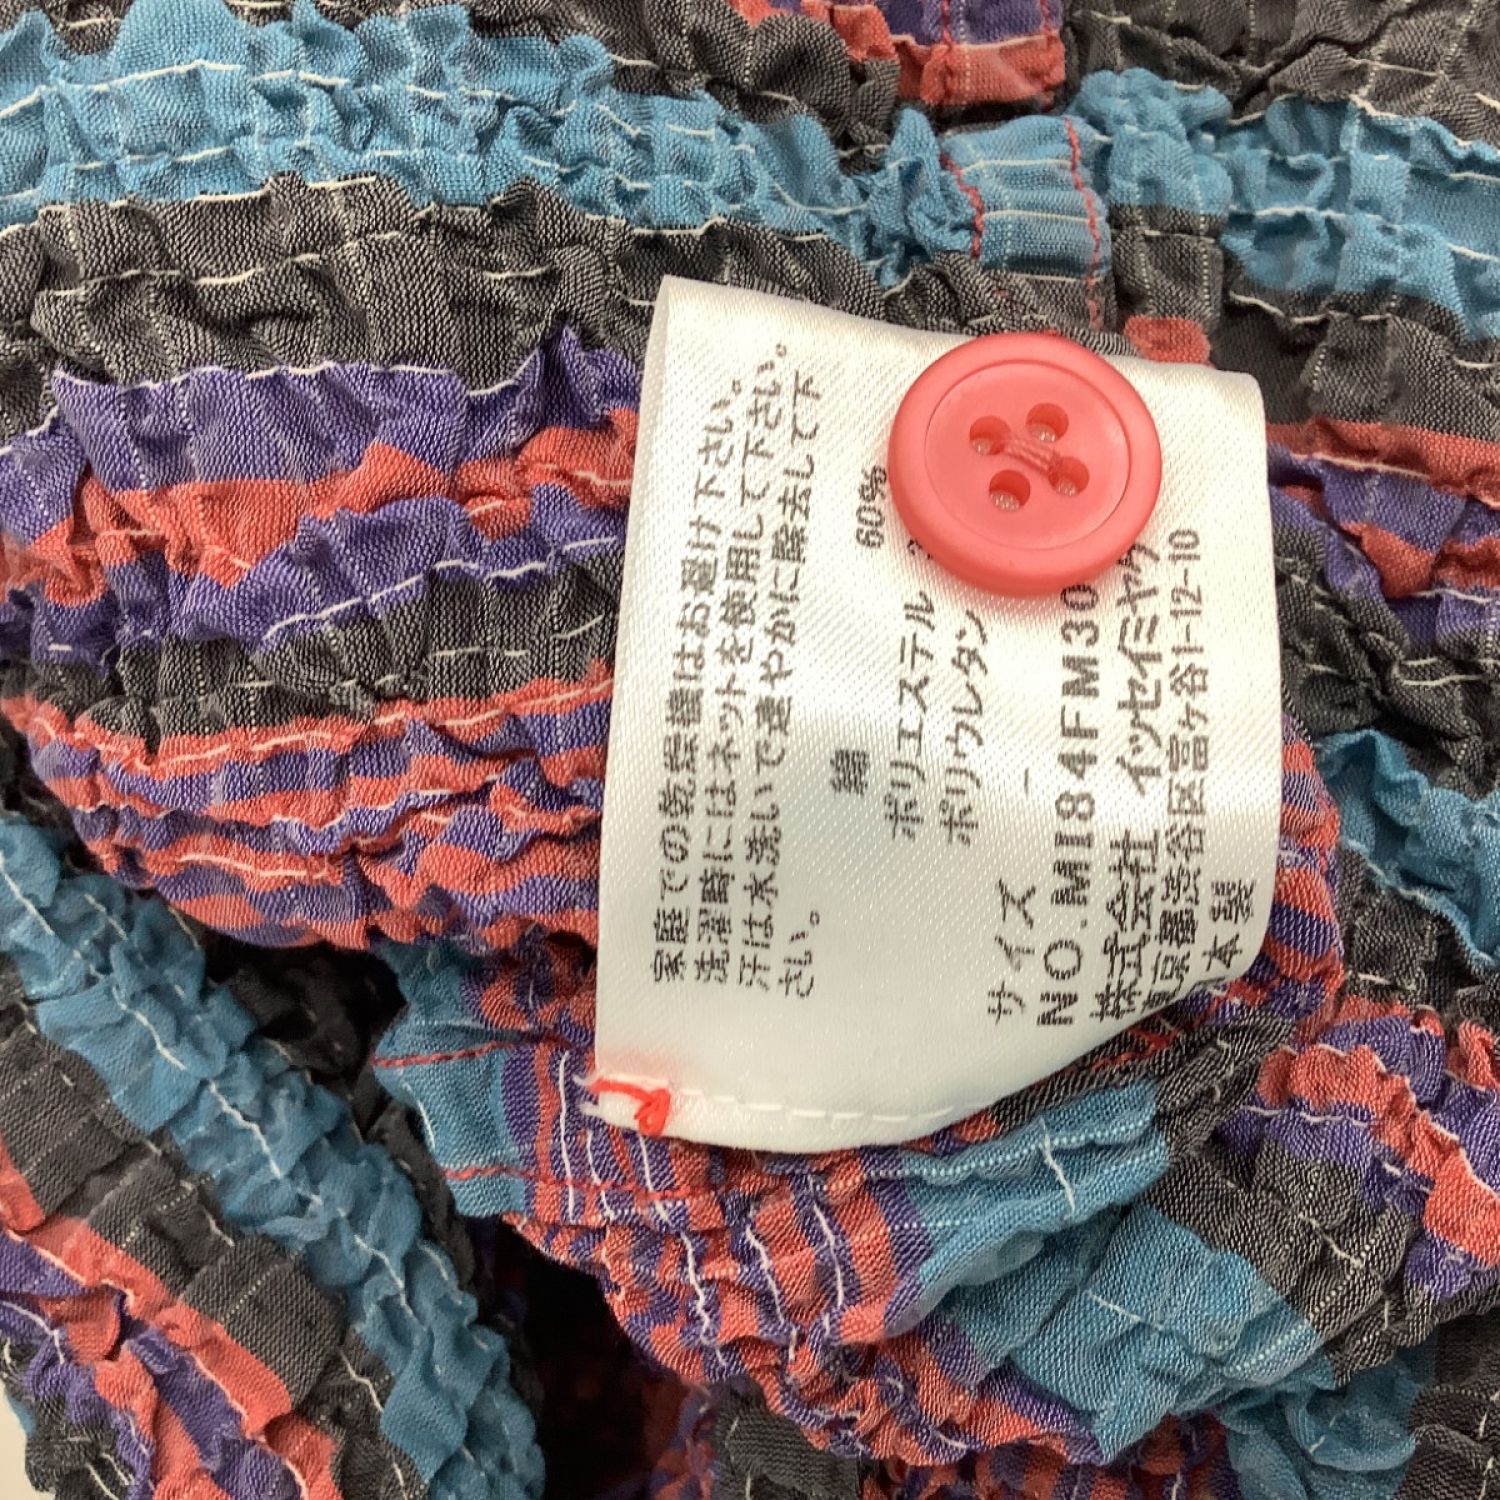 家庭での乾燥機はお避け下さい。
洗濯時にはネットを使用して下さい。
汗は水洗いで速やかに除去して下
さい。
綿 60%
ポリエステル
ポリウレタン
サイズ -
NO.MI84FM30
株式会社 イッセイミヤケ
東京都渋谷区富ヶ谷1-12-10
本製